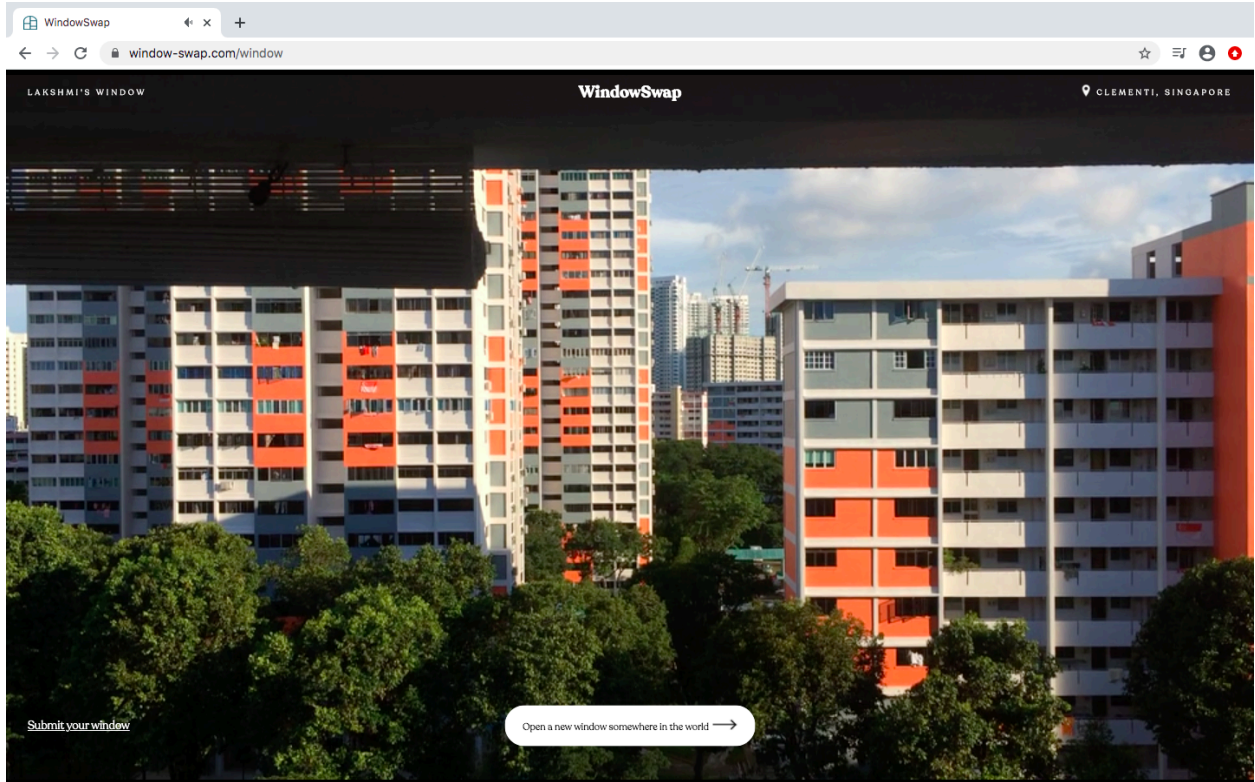 WindowSwap
window-swap.com/window
LAKSHMI'S WINDOW
WindowSwap
CLEMENTI, SINGAPORE
Submit your window
Open a new window somewhere in the world